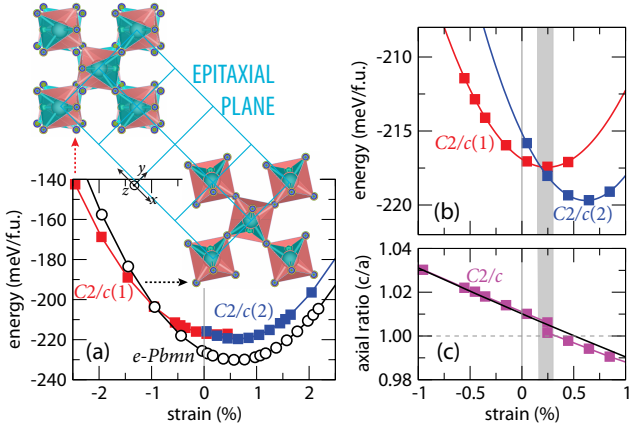 EPITAXIAL
PLANE
y
z
x
energy (meV/f.u.)
-140
-160
-180
-200
-220
-240
C2/c(1)
C2/c(2)
e-Pbmn
(a)
-2
-1
0
1
2
strain (%)
energy (meV/f.u.)
-210
-215
-220
C2/c(1)
C2/c(2)
(b)
axial ratio (c/a)
1.04
1.02
1.00
0.98
C2/c
(c)
-1
-0.5
0
0.5
1
strain (%)